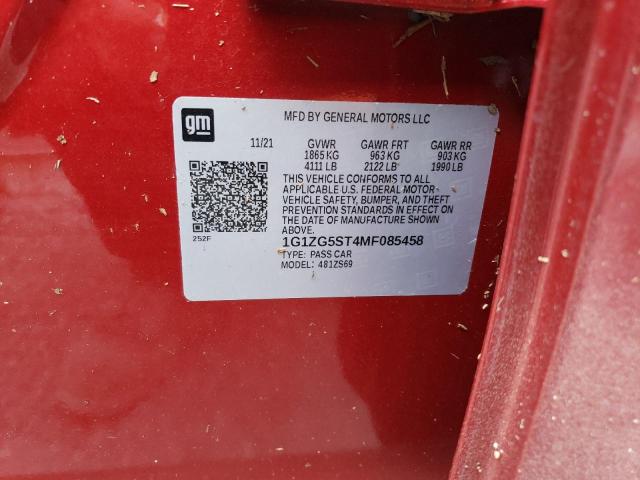 gm
MFD BY GENERAL MOTORS LLC
11/21 GVWR GAWR FRT GAWR RR
1865 KG 963 KG 903 KG
4111 LB 2122 LB 1990 LB
THIS VEHICLE CONFORMS TO ALL
APPLICABLE U.S. FEDERAL MOTOR
VEHICLE SAFETY, BUMPER, AND THEFT
PREVENTION STANDARDS IN EFFECT ON
THE DATE OF MANUFACTURE SHOWN
ABOVE.
252F
1G1ZG5ST4MF085458
TYPE: PASS CAR
MODEL: 481ZS69